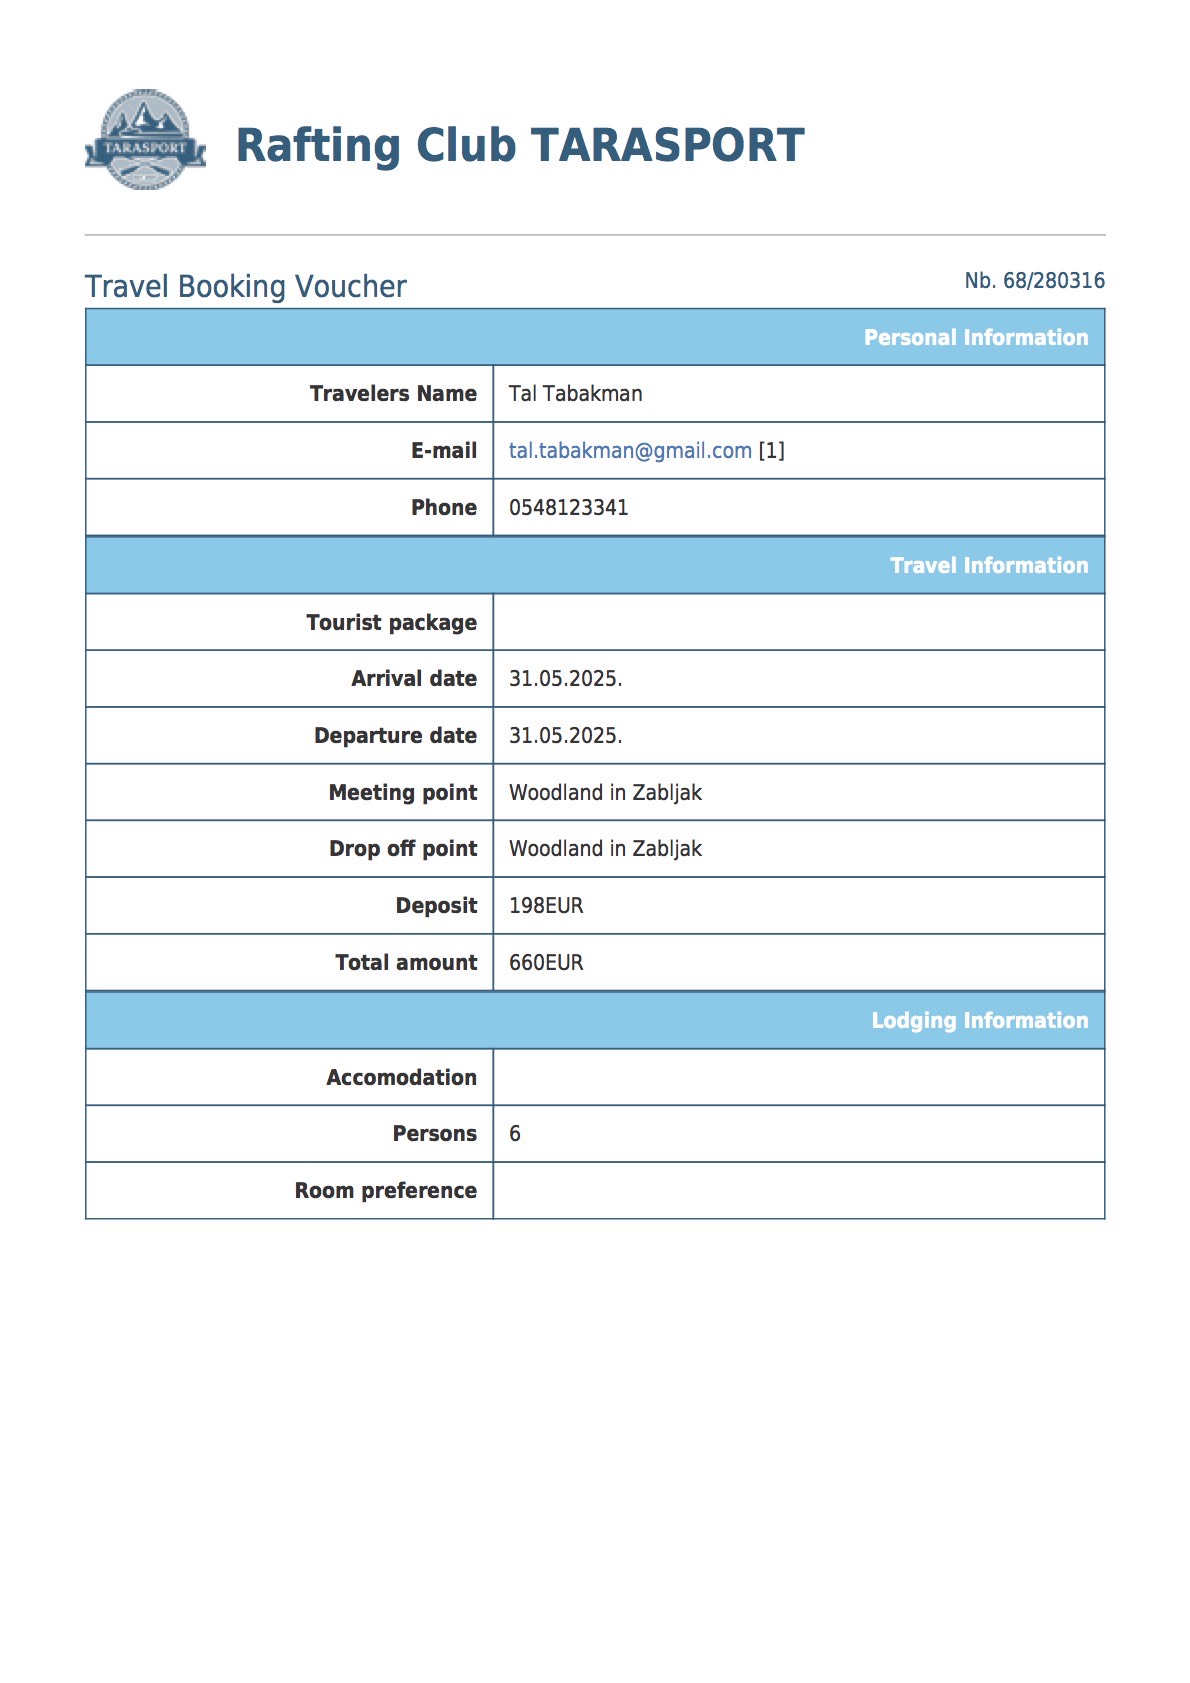 TARASPORT
Rafting Club TARASPORT
Travel Booking Voucher
Nb. 68/280316
Personal Information
Travelers Name Tal Tabakman
E-mail tal.tabakman@gmail.com [1]
Phone 0548123341
Travel Information
Tourist package
Arrival date 31.05.2025.
Departure date 31.05.2025.
Meeting point Woodland in Zabljak
Drop off point Woodland in Zabljak
Deposit 198EUR
Total amount 660EUR
Lodging Information
Accomodation
Persons 6
Room preference